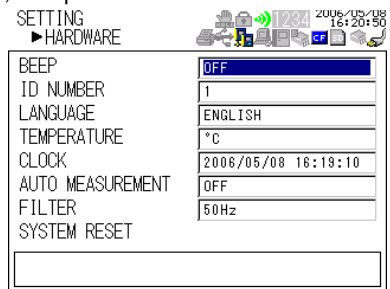 SETTING
►HARDWARE
1234
2006/05/08
16:20:50
CF
SD
BEEP OFF
ID NUMBER 1
LANGUAGE ENGLISH
TEMPERATURE °C
CLOCK 2006/05/08 16:19:10
AUTO MEASUREMENT OFF
FILTER 50Hz
SYSTEM RESET